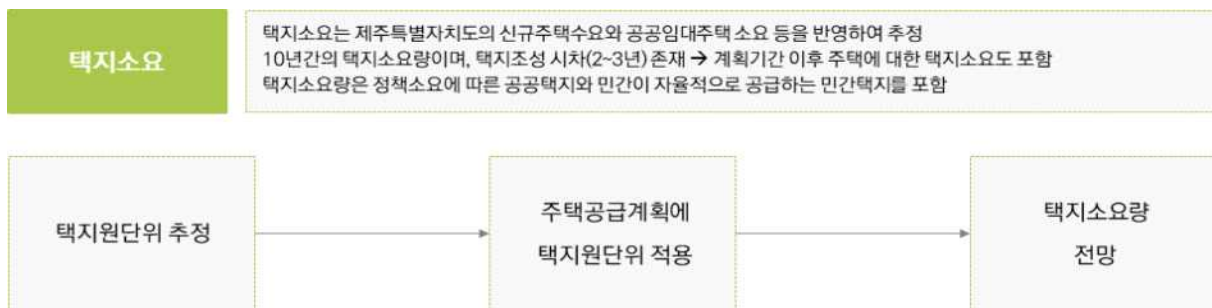 택지소요
택지소요는 제주특별자치도의 신규주택수요와 공공임대주택 소요 등을 반영하여 추정
10년간의 택지소요량이며, 택지조성 시차(2~3년) 존재 → 계획기간 이후 주택에 대한 택지소요도 포함
택지소요량은 정책소요에 따른 공공택지와 민간이 자율적으로 공급하는 민간택지를 포함
택지원단위 추정
주택공급계획에
택지원단위 적용
택지소요량
전망